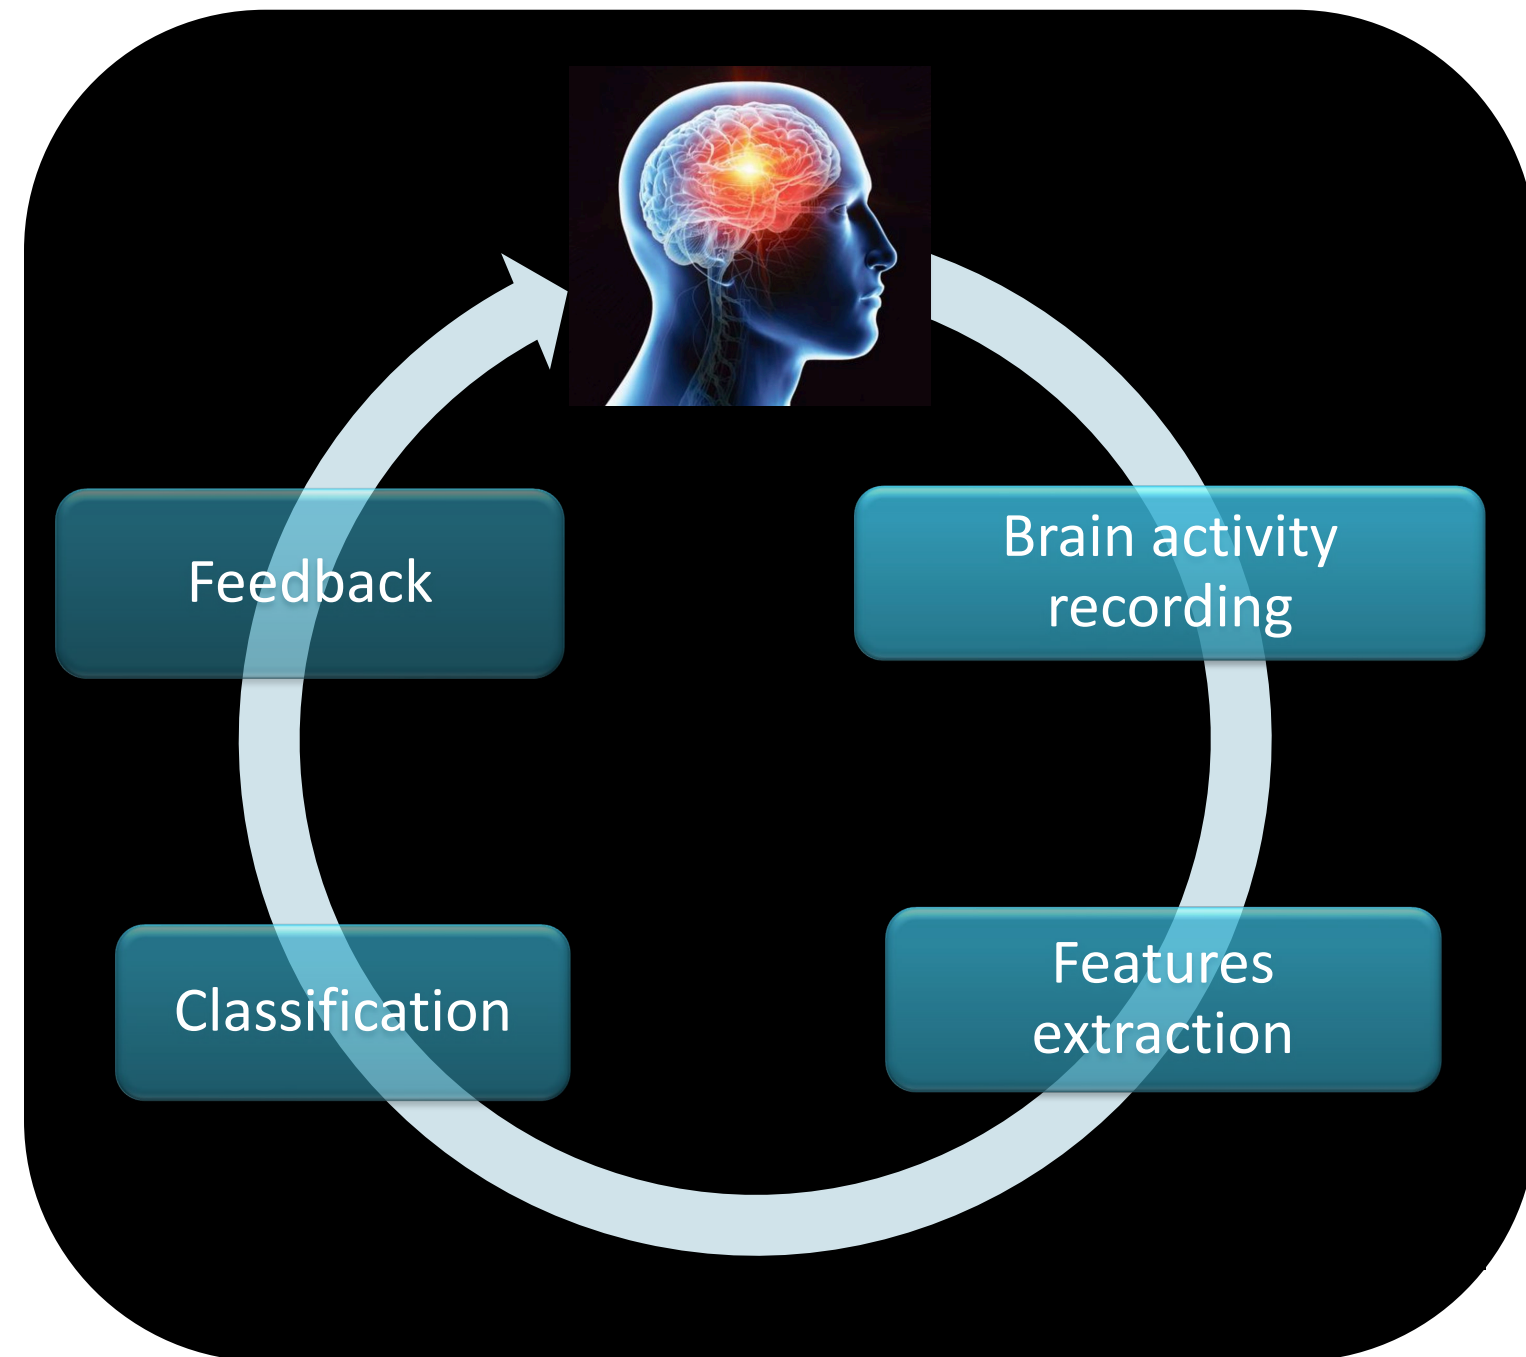 Brain activity
recording
Features
extraction
Classification
Feedback